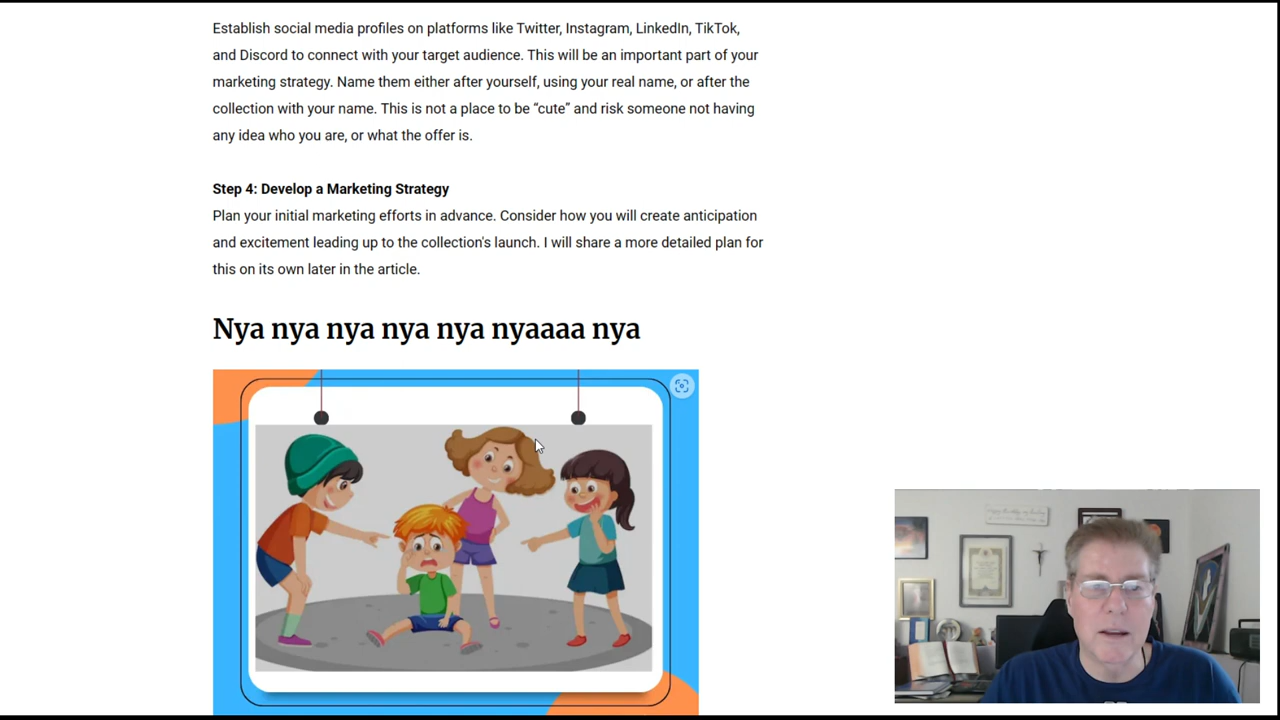 Establish social media profiles on platforms like Twitter, Instagram, LinkedIn, TikTok,
and Discord to connect with your target audience. This will be an important part of your
marketing strategy. Name them either after yourself, using your real name, or after the
collection with your name. This is not a place to be “cute” and risk someone not having
any idea who you are, or what the offer is.
Step 4: Develop a Marketing Strategy
Plan your initial marketing efforts in advance. Consider how you will create anticipation
and excitement leading up to the collection's launch. I will share a more detailed plan for
this on its own later in the article.
Nya nya nya nya nya nyaaaa nya